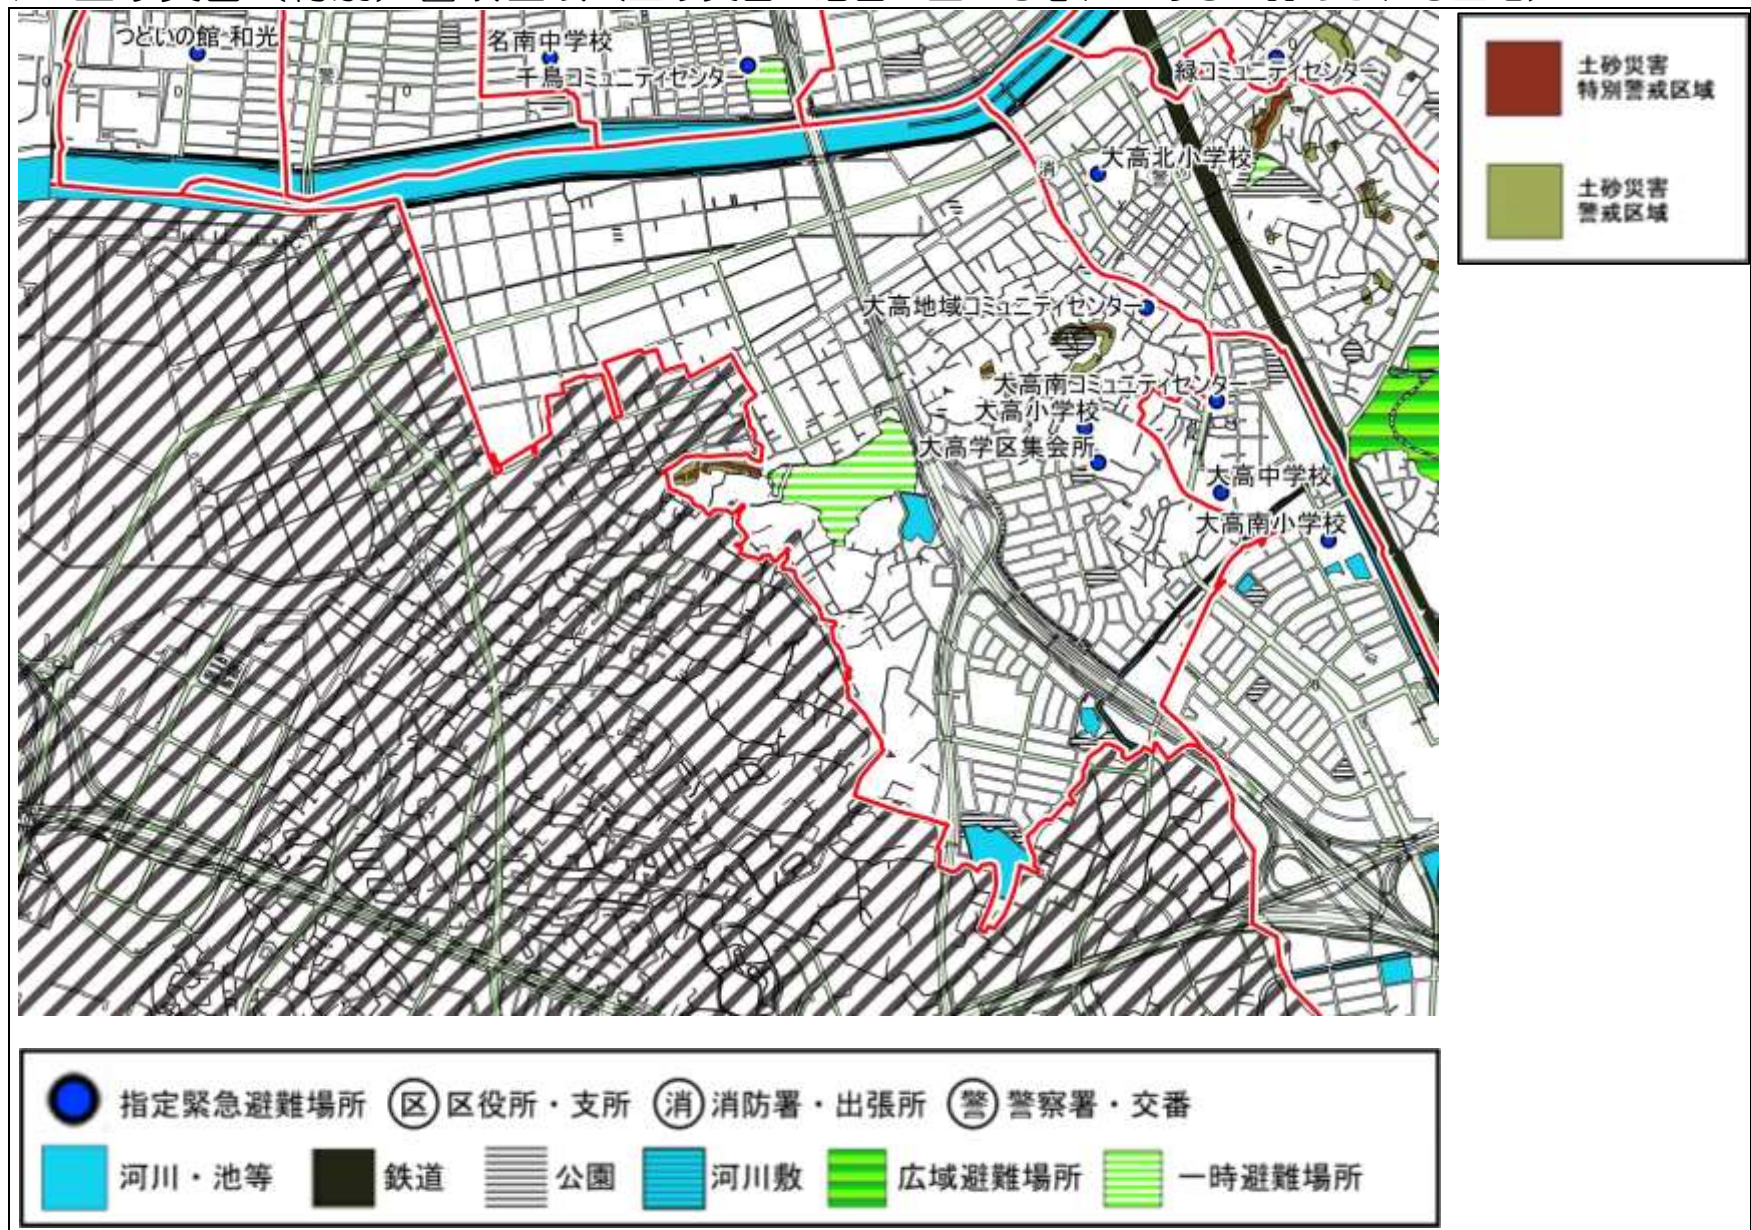 つどいの館 和光
名南中学校
千鳥コミュニティセンター
緑コミュニティセンター
消
大高北小学校
警
大高地域コミュニティセンター
大高南コミュニティセンター
大高小学校
大高学区集会所
大高中学校
大高南小学校
土砂災害
特別警戒区域
土砂災害
警戒区域
指定緊急避難場所 区 区役所・支所 消 消防署・出張所 警 警察署・交番
河川・池等 鉄道 公園 河川敷 広域避難場所 一時避難場所